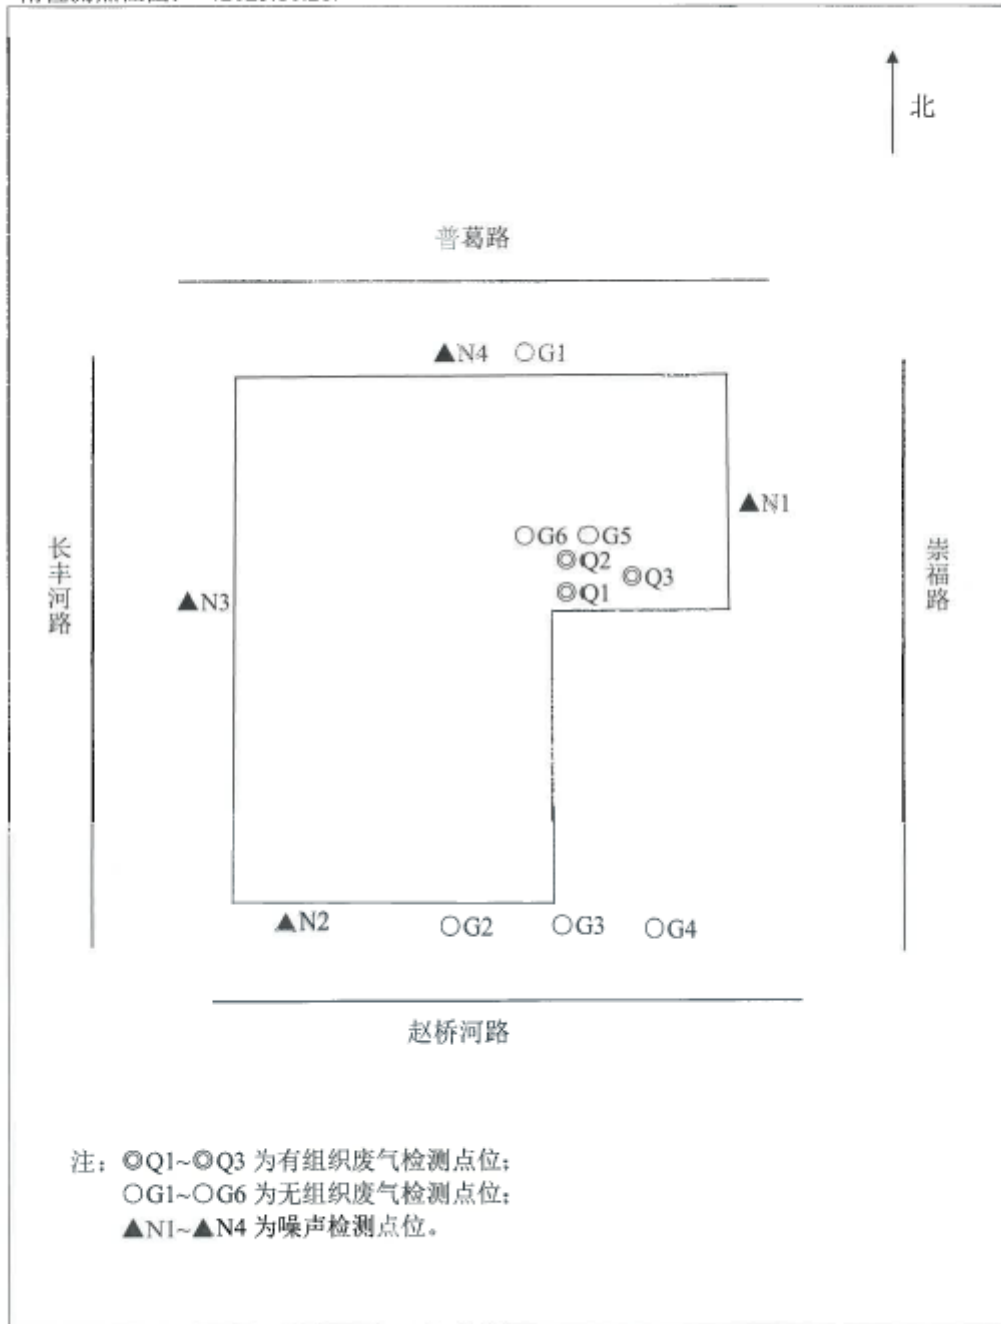 北
普葛路
▲N4 ○G1
▲N1
长丰河路
崇福路
○G6 ○G5
◎Q2
◎Q3
◎Q1
▲N3
▲N2
○G2
○G3
○G4
赵桥河路
注：◎Q1~◎Q3 为有组织废气检测点位；
○G1~○G6 为无组织废气检测点位；
▲N1~▲N4 为噪声检测点位。